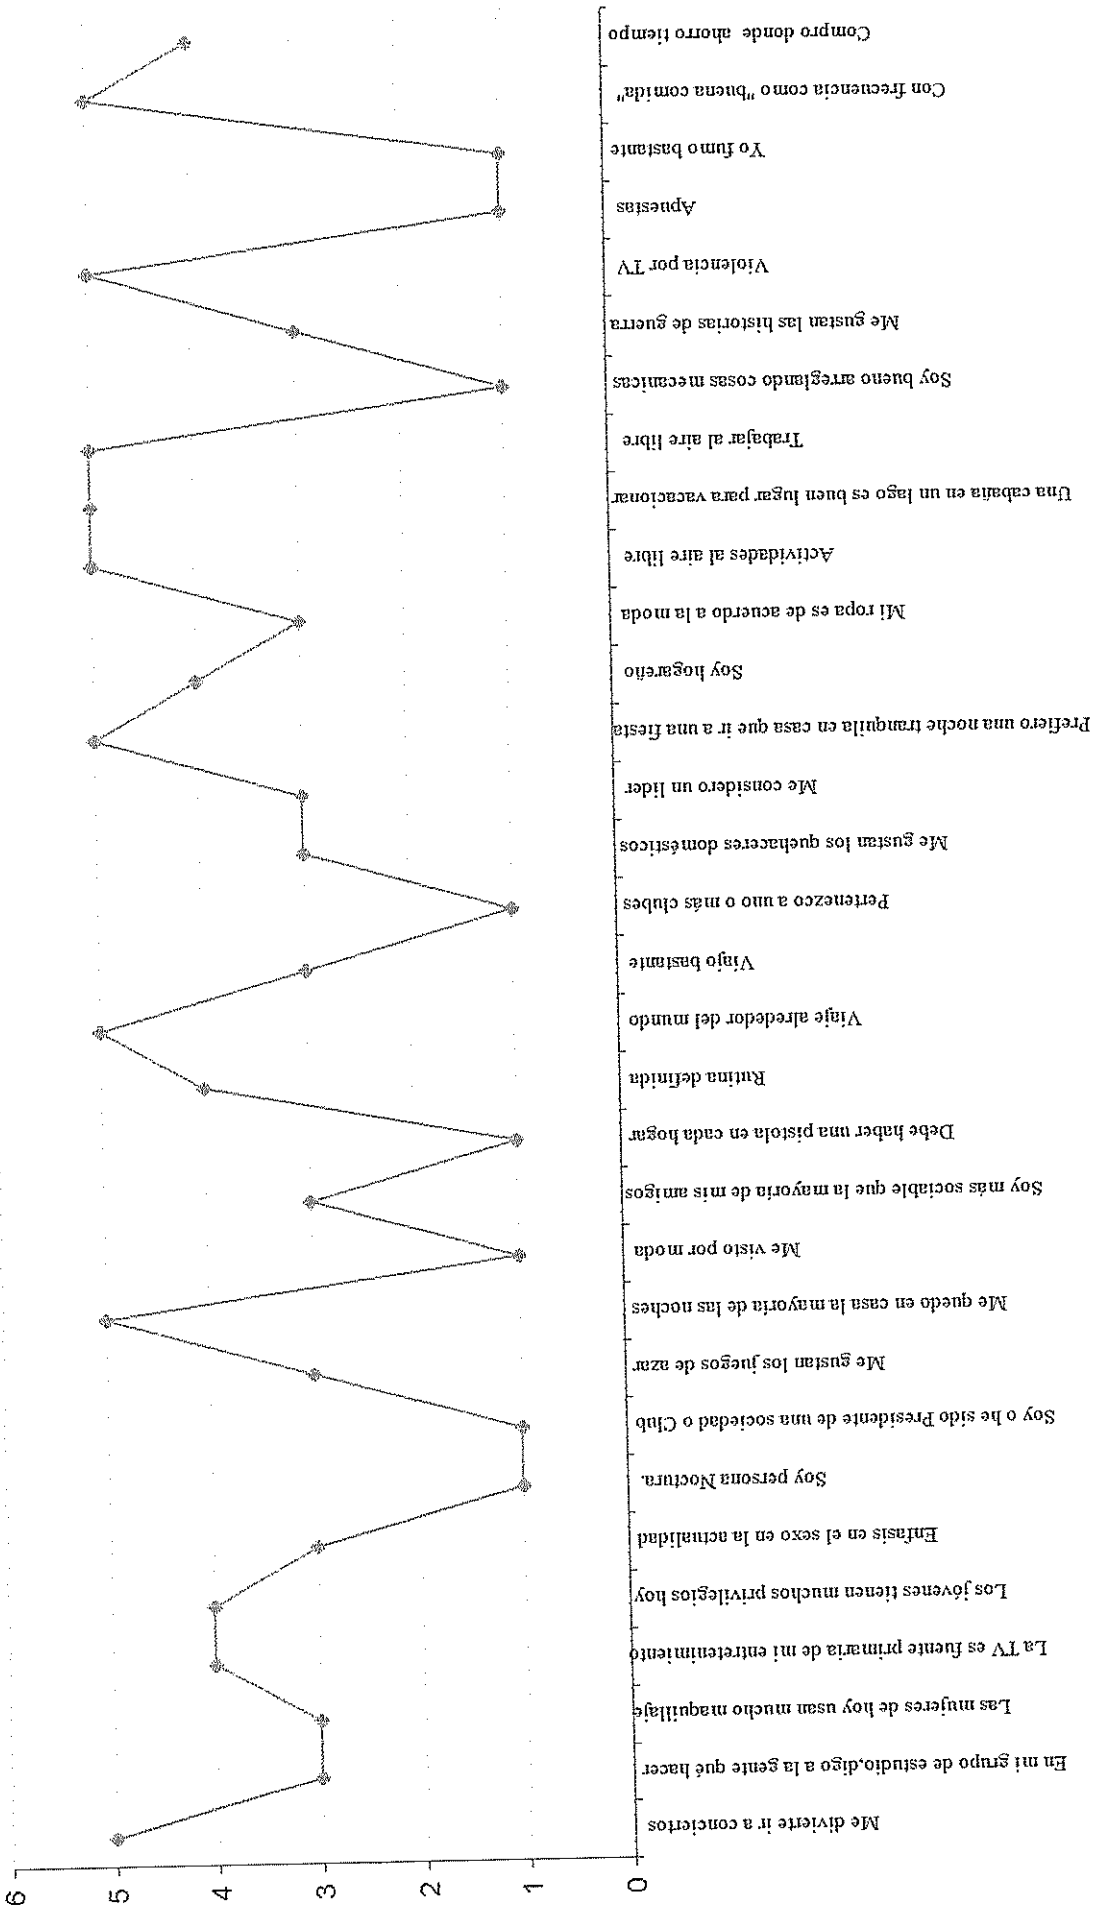 Compro donde ahorro tiempo
Con frecuencia como "buena comida"
Yo fumo bastante
Apuestas
Violencia por TV
Me gustan las historias de guerra
Soy bueno arreglando cosas mecanicas
Trabajar al aire libre
Una cabaña en un lago es buen lugar para vacacionar
Actividades al aire libre
Mi ropa es de acuerdo a la moda
Soy hogareño
Prefiero una noche tranquila en casa que ir a una fiesta
Me considero un lider
Me gustan los quehaceres doméstícos
Pertenezco a uno o más clubes
Viajo bastante
Viaje alrededor del mundo
Rutina definida
Debe haber una pistola en cada hogar
Soy más sociable que la mayoria de mis amigos
Me visto por moda
Me quedo en casa la mayoria de las noches
Me gustan los juegos de azar
Soy o he sido Presidente de una sociedad o Club
Soy persona Noctura.
Enfasis en el sexo en la actualidad
Los jóvenes tienen muchos privilegios hoy
La TV es fuente primaria de mi entretenimiento
Las mujeres de hoy usan mucho maquillaje
En mi grupo de estudio,digo a la gente qué hacer
Me divierte ir a conciertos
6
5
4
3
2
1
0